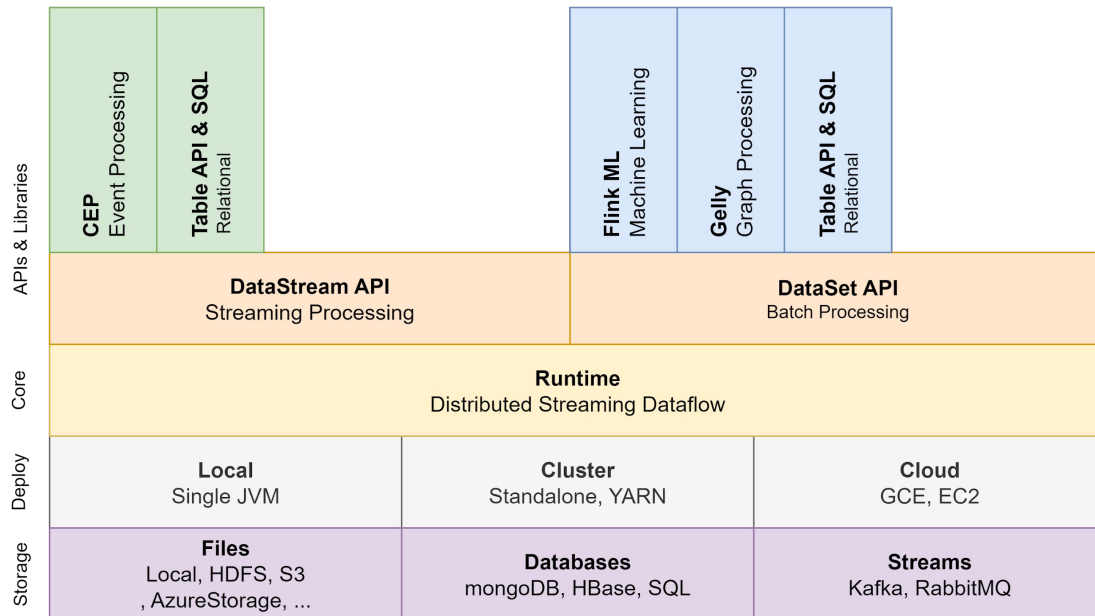 CEP
Event Processing
Table API & SQL
Relational
Flink ML
Machine Learning
Gelly
Graph Processing
Table API & SQL
Relational
APIs & Libraries
DataStream API
Streaming Processing
DataSet API
Batch Processing
Core
Runtime
Distributed Streaming Dataflow
Deploy
Local
Single JVM
Cluster
Standalone, YARN
Cloud
GCE, EC2
Storage
Files
Local, HDFS, S3
, AzureStorage, ...
Databases
mongoDB, HBase, SQL
Streams
Kafka, RabbitMQ